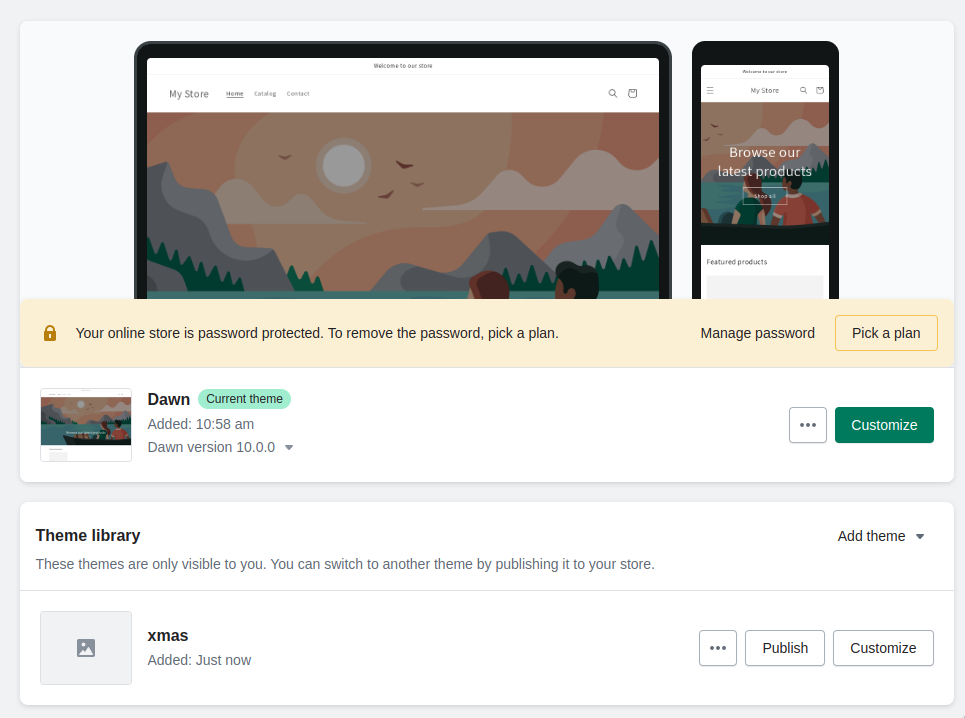 Welcome to our store
My Store Home Catalog Contact
Welcome to our store
My Store
Browse our
latest products
Shop all
Featured products
Your online store is password protected. To remove the password, pick a plan.
Manage password
Pick a plan
Dawn Current theme
Added: 10:58 am
Dawn version 10.0.0
Customize
Theme library
Add theme
These themes are only visible to you. You can switch to another theme by publishing it to your store.
xmas
Added: Just now
Publish
Customize